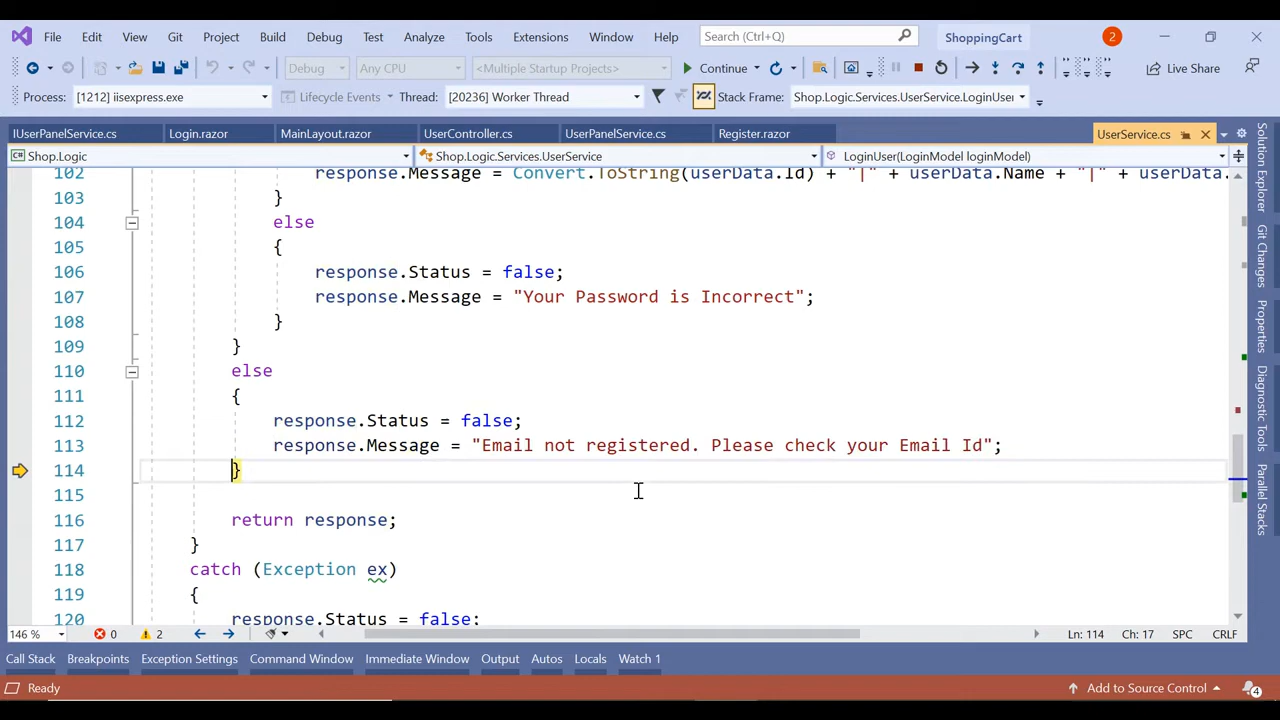 File Edit View Git Project Build Debug Test Analyze Tools Extensions Window Help Search (Ctrl+Q) ShoppingCart 2
Debug Any CPU <Multiple Startup Projects> Continue Live Share
Process: [1212] iisexpress.exe Lifecycle Events Thread: [20236] Worker Thread Stack Frame: Shop.Logic.Services.UserService.LoginUser
IUserPanelService.cs Login.razor MainLayout.razor UserController.cs UserPanelService.cs Register.razor UserService.cs
Shop.Logic Shop.Logic.Services.UserService LoginUser(LoginModel loginModel)
102 response.Message = Convert.ToString(userData.Id) + "|" + userData.Name + "|" + userData.
103 }
104 else
105 {
106 response.Status = false;
107 response.Message = "Your Password is Incorrect";
108 }
109 }
110 else
111 {
112 response.Status = false;
113 response.Message = "Email not registered. Please check your Email Id";
114 }
115
116 return response;
117 }
118 catch (Exception ex)
119 {
120 response.Status = false;
146 % 0 2 Ln: 114 Ch: 17 SPC CRLF
Call Stack Breakpoints Exception Settings Command Window Immediate Window Output Autos Locals Watch 1
Ready Add to Source Control 4
Solution Explorer
Git Changes
Properties
Diagnostic Tools
Parallel Stacks